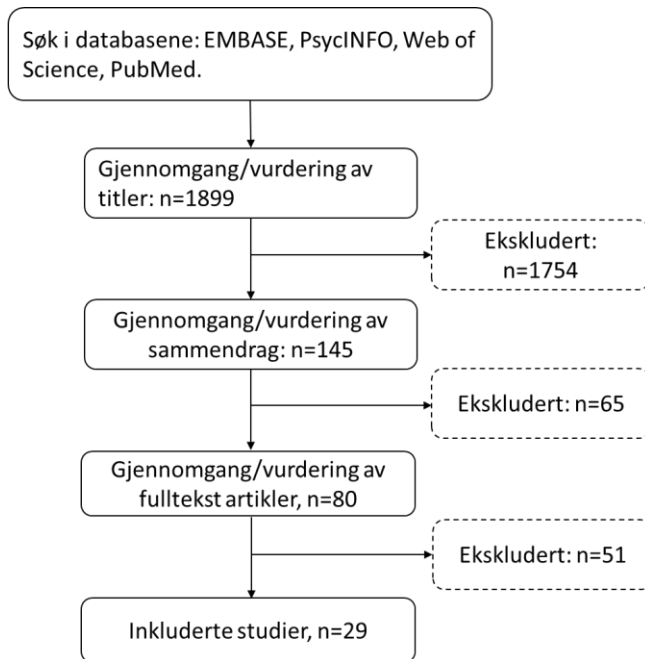 Søk i databasene: EMBASE, PsycINFO, Web of
Science, PubMed.
Gjennomgang/vurdering av
titler: n=1899
Ekskludert:
n=1754
Gjennomgang/vurdering av
sammendrag: n=145
Ekskludert: n=65
Gjennomgang/vurdering av
fulltekst artikler, n=80
Ekskludert: n=51
Inkluderte studier, n=29